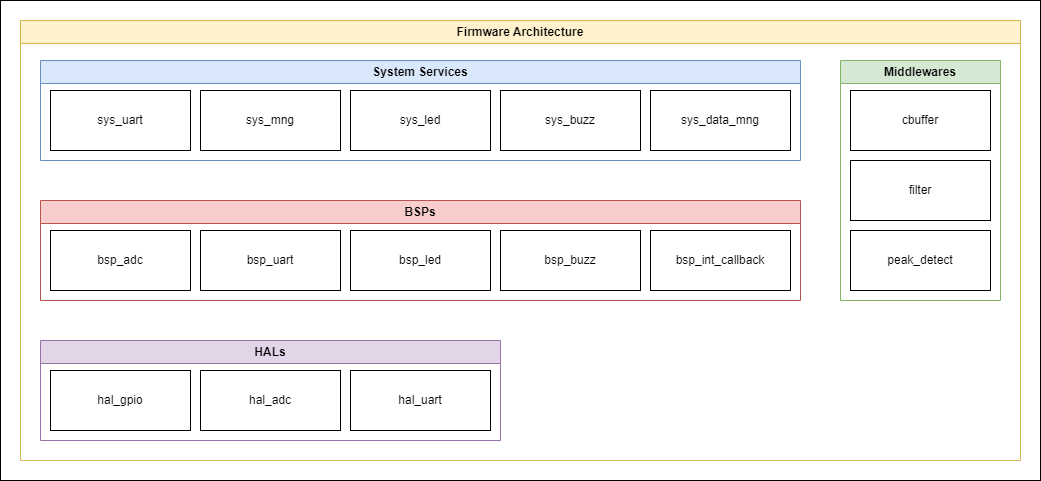 Firmware Architecture
System Services
sys_uart
sys_mng
sys_led
sys_buzz
sys_data_mng
Middlewares
cbuffer
filter
peak_detect
BSPs
bsp_adc
bsp_uart
bsp_led
bsp_buzz
bsp_int_callback
HALs
hal_gpio
hal_adc
hal_uart